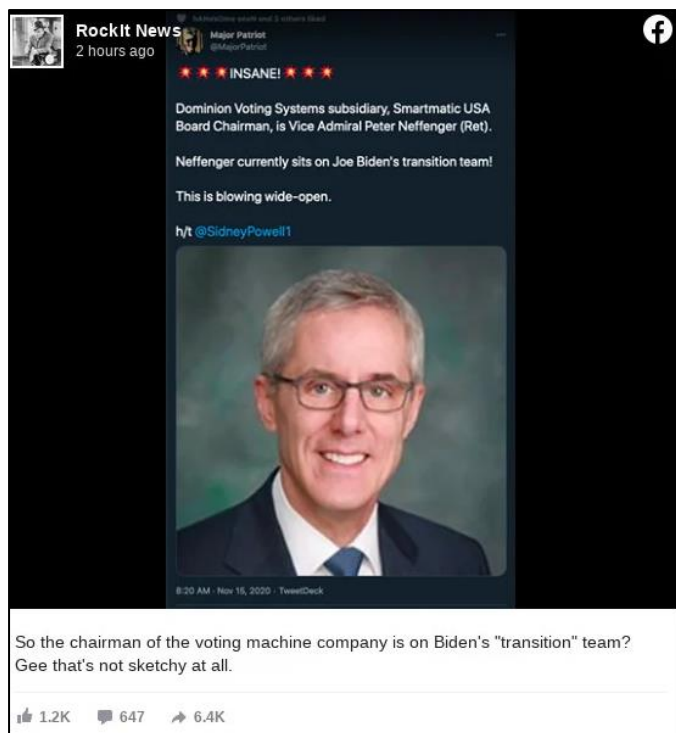 RockIt News
2 hours ago
Major Patriot
@MajorPatriot
INSANE!
Dominion Voting Systems subsidiary, Smartmatic USA
Board Chairman, is Vice Admiral Peter Neffenger (Ret).
Neffenger currently sits on Joe Biden's transition team!
This is blowing wide-open.
h/t @SidneyPowell1
8:20 AM · Nov 15, 2020 · TweetDeck
So the chairman of the voting machine company is on Biden's "transition" team?
Gee that's not sketchy at all.
1.2K 647 6.4K